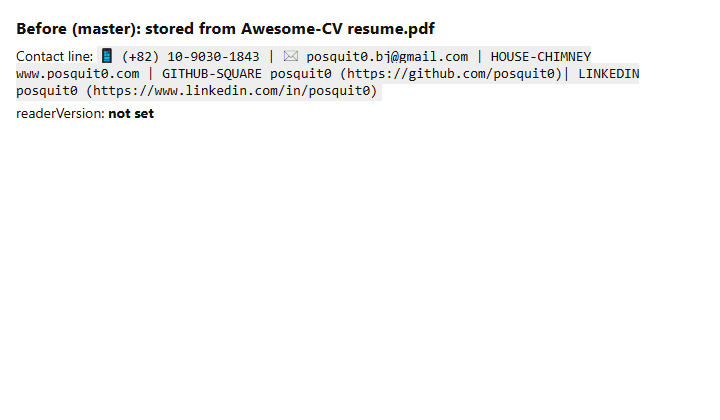 Before (master): stored from Awesome-CV resume.pdf
Contact line: 📱 (+82) 10-9030-1843 | ✉ posquit0.bj@gmail.com | HOUSE-CHIMNEY
www.posquit0.com | GITHUB-SQUARE posquit0 (https://github.com/posquit0)| LINKEDIN
posquit0 (https://www.linkedin.com/in/posquit0)
readerVersion: not set